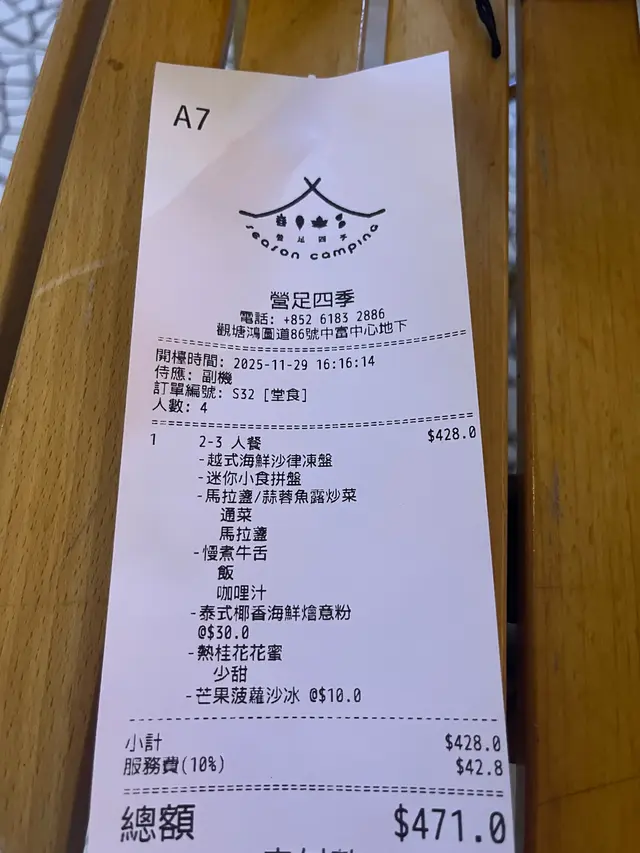 A7
營足四季
season camping
營足四季
電話: +852 6183 2886
觀塘鴻圖道86號中富中心地下
開檯時間: 2025-11-29 16:16:14
侍應: 副機
訂單編號: S32 [堂食]
人數: 4
1 2-3 人餐 $428.0
-越式海鮮沙律凍盤
-迷你小食拼盤
-馬拉盞/蒜蓉魚露炒菜
通菜
馬拉盞
-慢煮牛舌
飯
咖哩汁
-泰式椰香海鮮燴意粉
@$30.0
-熱桂花花蜜
少甜
-芒果菠蘿沙冰 @$10.0
小計 $428.0
服務費(10%) $42.8
總額 $471.0